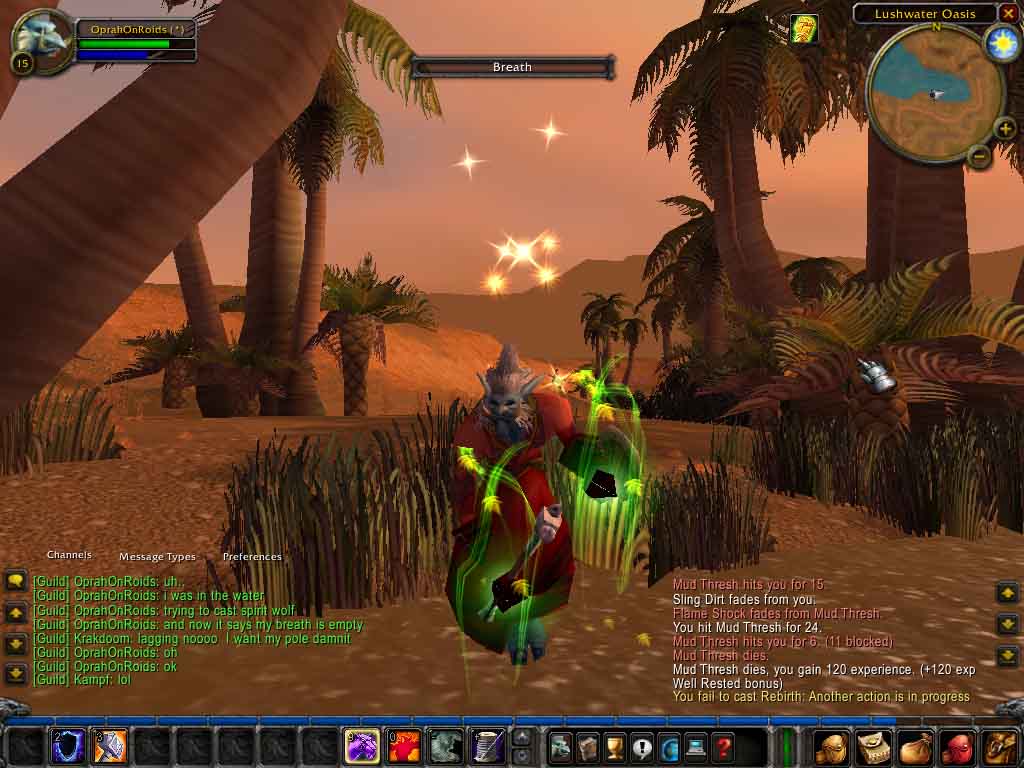 OprahOnRoids (*)
15
Breath
Lushwater Oasis
N
Channels Message Types Preferences
[Guild] OprahOnRoids: uh..
[Guild] OprahOnRoids: i was in the water
[Guild] OprahOnRoids: trying to cast spirit wolf
[Guild] OprahOnRoids: and now it says my breath is empty
[Guild] Krakdoom: lagging noooo I want my pole damnit
[Guild] OprahOnRoids: oh
[Guild] OprahOnRoids: ok
[Guild] Kampf: lol
Mud Thresh hits you for 15.
Sling Dirt fades from you.
Flame Shock fades from Mud Thresh.
You hit Mud Thresh for 24.
Mud Thresh hits you for 6. (11 blocked)
Mud Thresh dies.
Mud Thresh dies, you gain 120 experience. (+120 exp
Well Rested bonus)
You fail to cast Rebirth: Another action is in progress
2 3 9 0